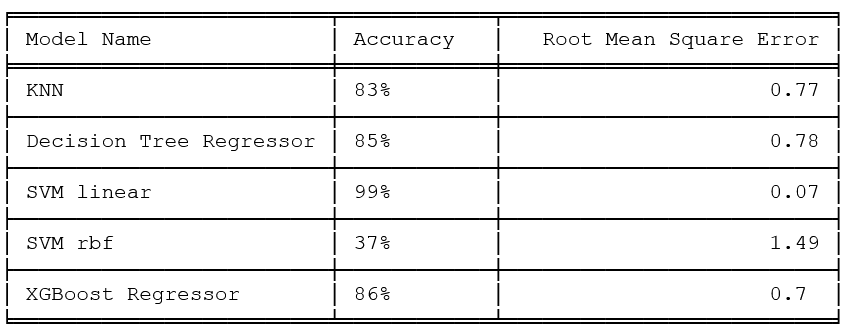 Model Name Accuracy Root Mean Square Error
KNN 83% 0.77
Decision Tree Regressor 85% 0.78
SVM linear 99% 0.07
SVM rbf 37% 1.49
XGBoost Regressor 86% 0.7